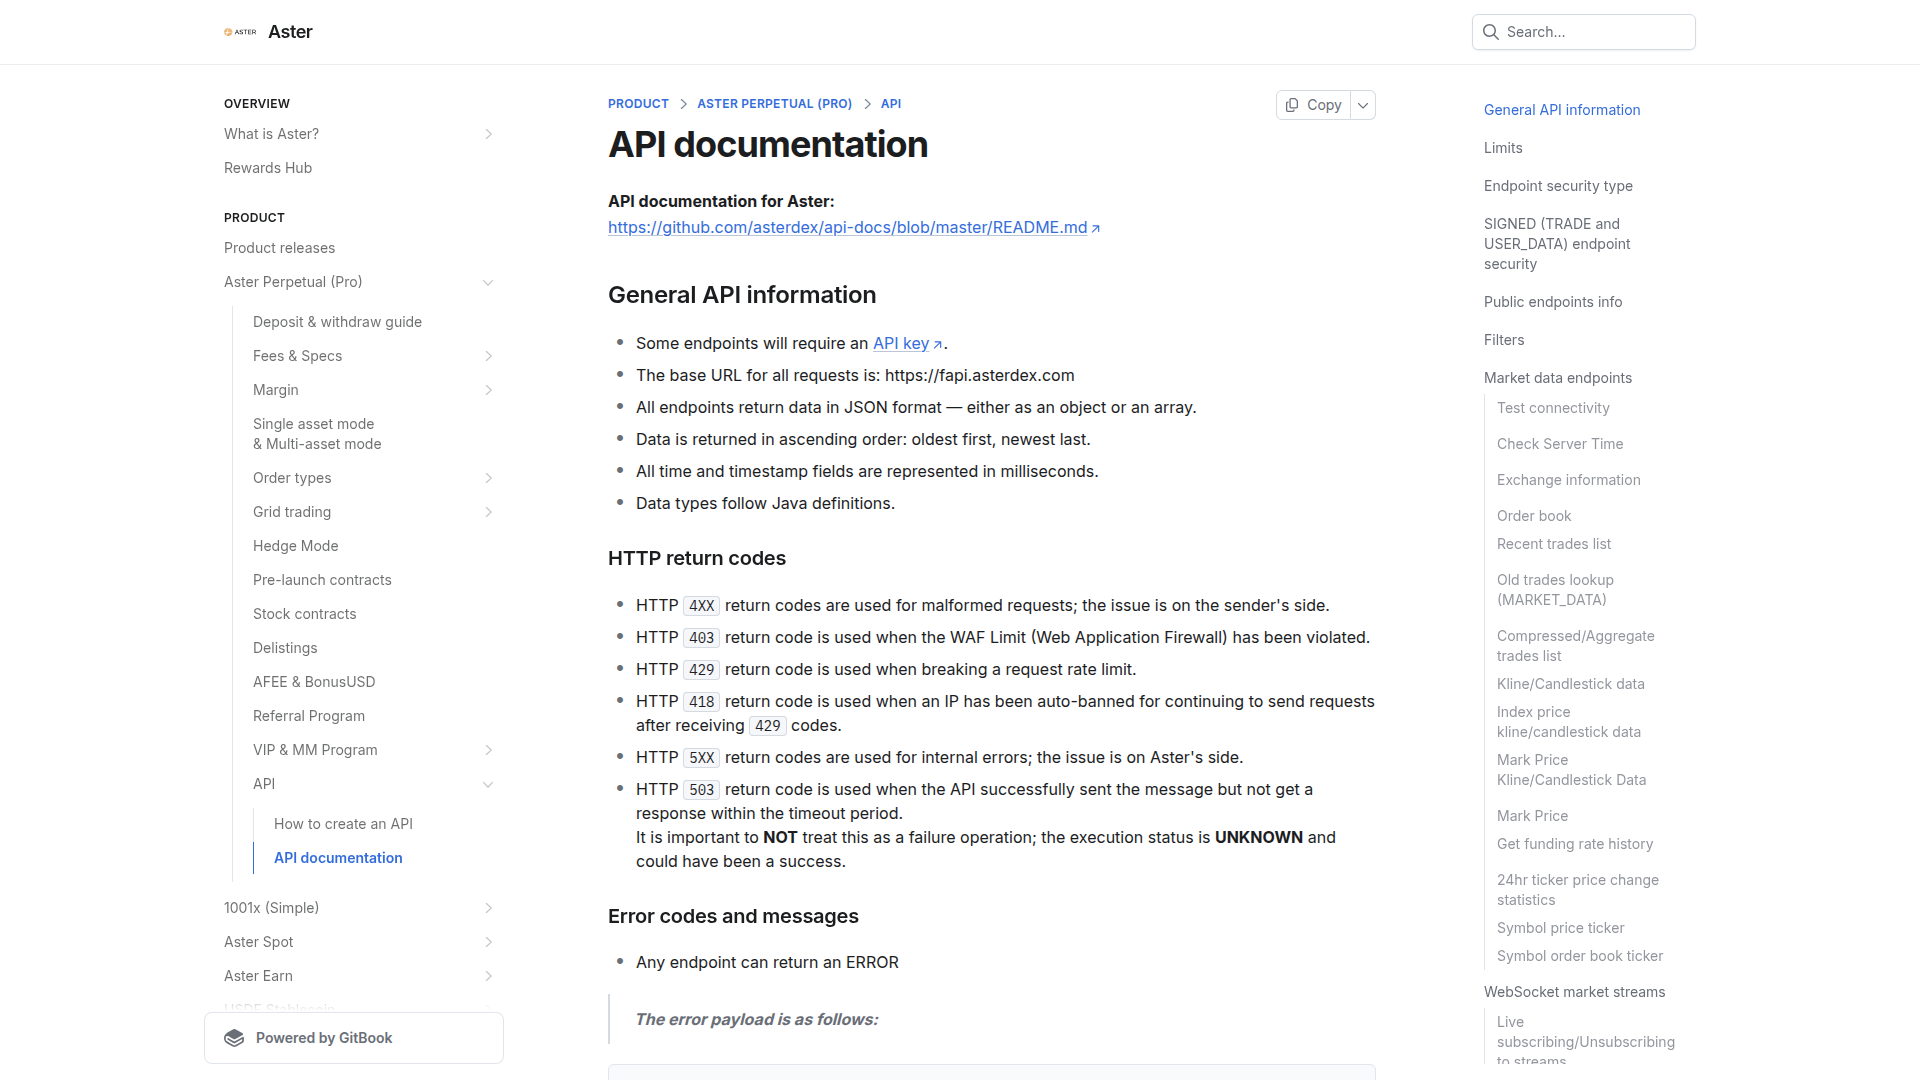 ASTER Aster
Search...
OVERVIEW
What is Aster?
Rewards Hub
PRODUCT
Product releases
Aster Perpetual (Pro)
Deposit & withdraw guide
Fees & Specs
Margin
Single asset mode
& Multi-asset mode
Order types
Grid trading
Hedge Mode
Pre-launch contracts
Stock contracts
Delistings
AFEE & BonusUSD
Referral Program
VIP & MM Program
API
How to create an API
API documentation
1001x (Simple)
Aster Spot
Aster Earn
Powered by GitBook
PRODUCT > ASTER PERPETUAL (PRO) > API
Copy
API documentation
API documentation for Aster:
https://github.com/asterdex/api-docs/blob/master/README.md
General API information
Some endpoints will require an API key.
The base URL for all requests is: https://fapi.asterdex.com
All endpoints return data in JSON format — either as an object or an array.
Data is returned in ascending order: oldest first, newest last.
All time and timestamp fields are represented in milliseconds.
Data types follow Java definitions.
HTTP return codes
HTTP 4XX return codes are used for malformed requests; the issue is on the sender's side.
HTTP 403 return code is used when the WAF Limit (Web Application Firewall) has been violated.
HTTP 429 return code is used when breaking a request rate limit.
HTTP 418 return code is used when an IP has been auto-banned for continuing to send requests
after receiving 429 codes.
HTTP 5XX return codes are used for internal errors; the issue is on Aster's side.
HTTP 503 return code is used when the API successfully sent the message but not get a
response within the timeout period.
It is important to NOT treat this as a failure operation; the execution status is UNKNOWN and
could have been a success.
Error codes and messages
Any endpoint can return an ERROR
The error payload is as follows:
General API information
Limits
Endpoint security type
SIGNED (TRADE and
USER_DATA) endpoint
security
Public endpoints info
Filters
Market data endpoints
Test connectivity
Check Server Time
Exchange information
Order book
Recent trades list
Old trades lookup
(MARKET_DATA)
Compressed/Aggregate
trades list
Kline/Candlestick data
Index price
kline/candlestick data
Mark Price
Kline/Candlestick Data
Mark Price
Get funding rate history
24hr ticker price change
statistics
Symbol price ticker
Symbol order book ticker
WebSocket market streams
Live
subscribing/Unsubscribing
to streams